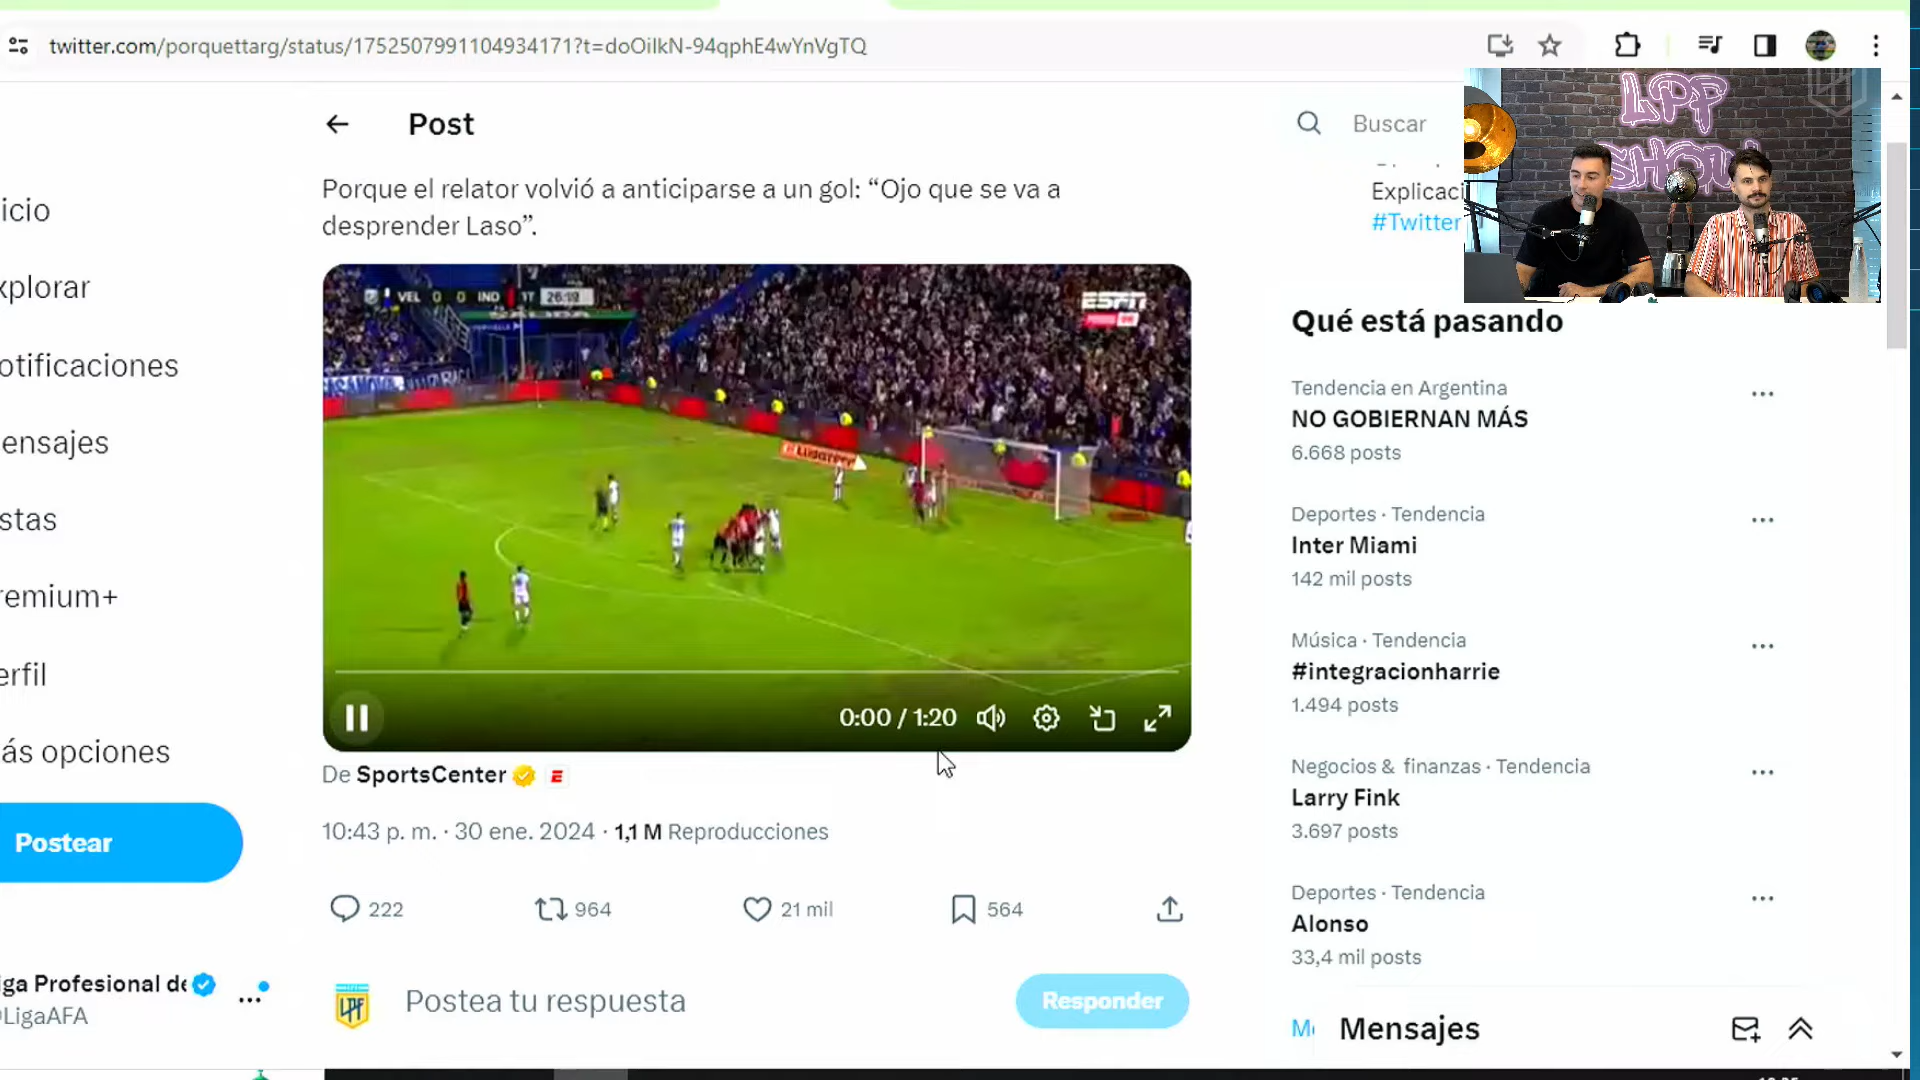 twitter.com/porquettarg/status/1752507991104934171?t=doOiIkN-94qphE4wYnVgTQ
Post
Buscar
Porque el relator volvió a anticiparse a un gol: “Ojo que se va a
desprender Laso”.
Explicaci
#Twitter
LPF
SHOW
icio
xplorar
otificaciones
ensajes
stas
remium+
erfil
ás opciones
Postear
VEL 0 0 IND 1T 26:19
ESPN
Lugares
0:00 / 1:20
De SportsCenter
10:43 p. m. · 30 ene. 2024 · 1,1 M Reproducciones
222
964
21 mil
564
LPF
Postea tu respuesta
Responder
iga Profesional de
LigaAFA
Qué está pasando
Tendencia en Argentina
NO GOBIERNAN MÁS
6.668 posts
Deportes · Tendencia
Inter Miami
142 mil posts
Música · Tendencia
#integracionharrie
1.494 posts
Negocios & finanzas · Tendencia
Larry Fink
3.697 posts
Deportes · Tendencia
Alonso
33,4 mil posts
Mensajes